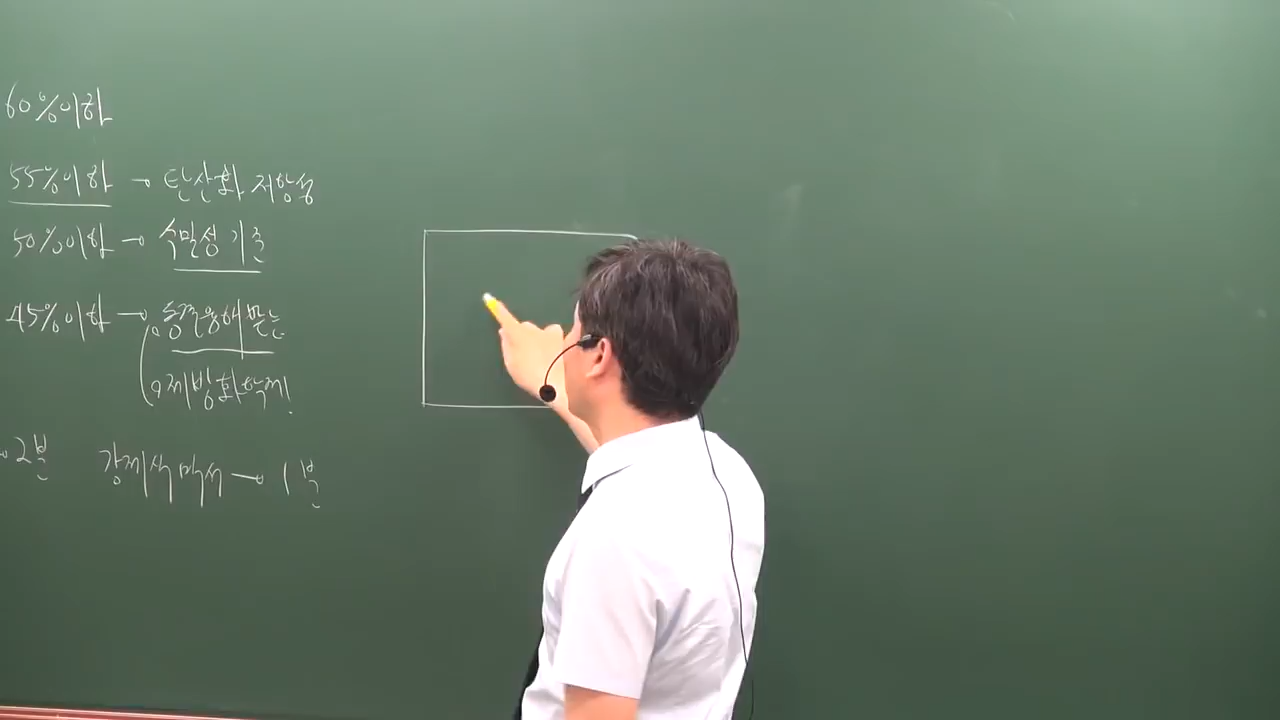 60%이하
55%이하 → 탄산화 저항성
50%이하 → 수밀성 기준
45%이하 → 동결융해 또는
제빙화학제
→ 2분 강제식 믹서 → 1분